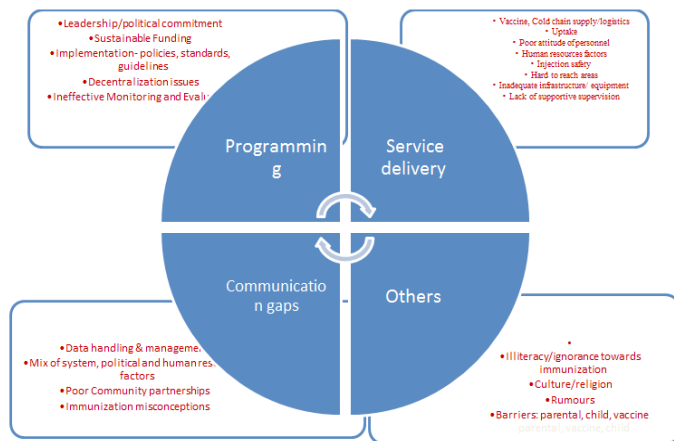 •Leadership/political commitment
•Sustainable Funding
•Implementation- policies, standards,
guidelines
•Decentralization issues
•Ineffective Monitoring and
• Vaccine, Cold chain supply/logistics
• Uptake
• Poor attitude of personnel
• Human resources factors
• Injection safety
• Hard to reach areas
• Inadequate infrastructure/ equipment
• Lack of supportive supervision
Programmin
g
Service
delivery
Communicatio
n gaps
Others
•Data handling &
•Mix of system, political and human
factors
•Poor Community partnerships
•Immunization misconceptions
•
•Illiteracy/ignorance towards
immunization
•Culture/religion
•Rumours
•Barriers: parental, child, vaccine
parental, vaccine, child